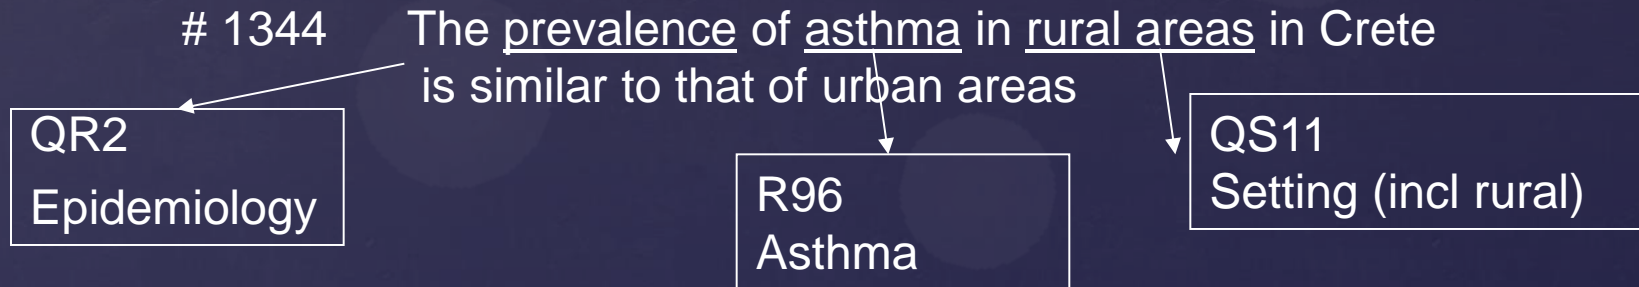 # 1344 The prevalence of asthma in rural areas in Crete
is similar to that of urban areas
QR2
Epidemiology
R96
Asthma
QS11
Setting (incl rural)